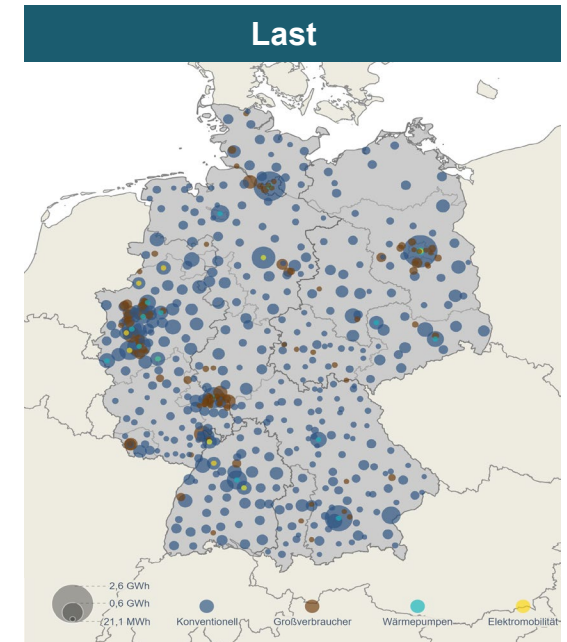 Last
2,6 GWh
0,6 GWh
21,1 MWh
Konventionell
Großverbraucher
Wärmepumpen
Elektromobilität